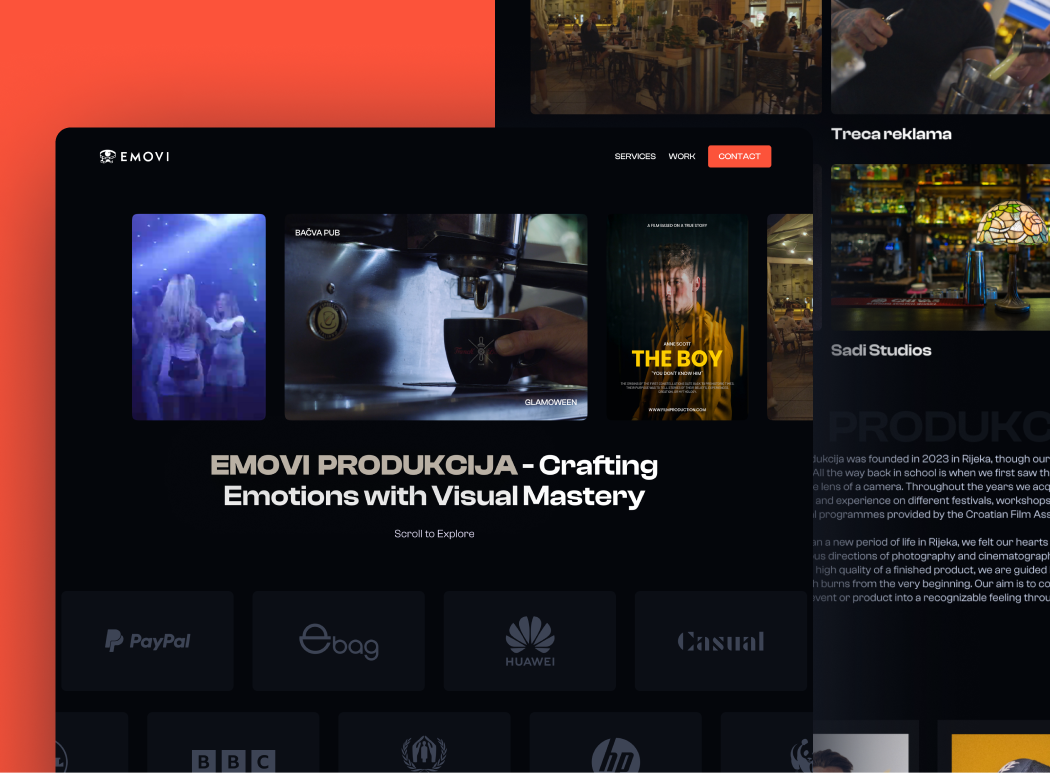 EMOVI
SERVICES
WORK
CONTACT
BAČVA PUB
GLAMOWEEN
A FILM BASED ON A TRUE STORY
ANNE SCOTT
THE BOY
"YOU DON'T KNOW HIM"
WWW.FILMPRODUCTION.COM
EMOVI PRODUKCIJA - Crafting
Emotions with Visual Mastery
Scroll to Explore
PayPal
ebag
HUAWEI
Casual
BBC
hp
Treca reklama
CHIVAS
Sadi Studios
PRODUKC
dukcija was founded in 2023 in Rijeka, though our
All the way back in school is when we first saw th
e lens of a camera. Throughout the years we acq
and experience on different festivals, workshops
l programmes provided by the Croatian Film Ass
an a new period of life in Rijeka, we felt our hearts
ous directions of photography and cinematograph
high quality of a finished product, we are guided
h burns from the very beginning. Our aim is to co
event or product into a recognizable feeling throu